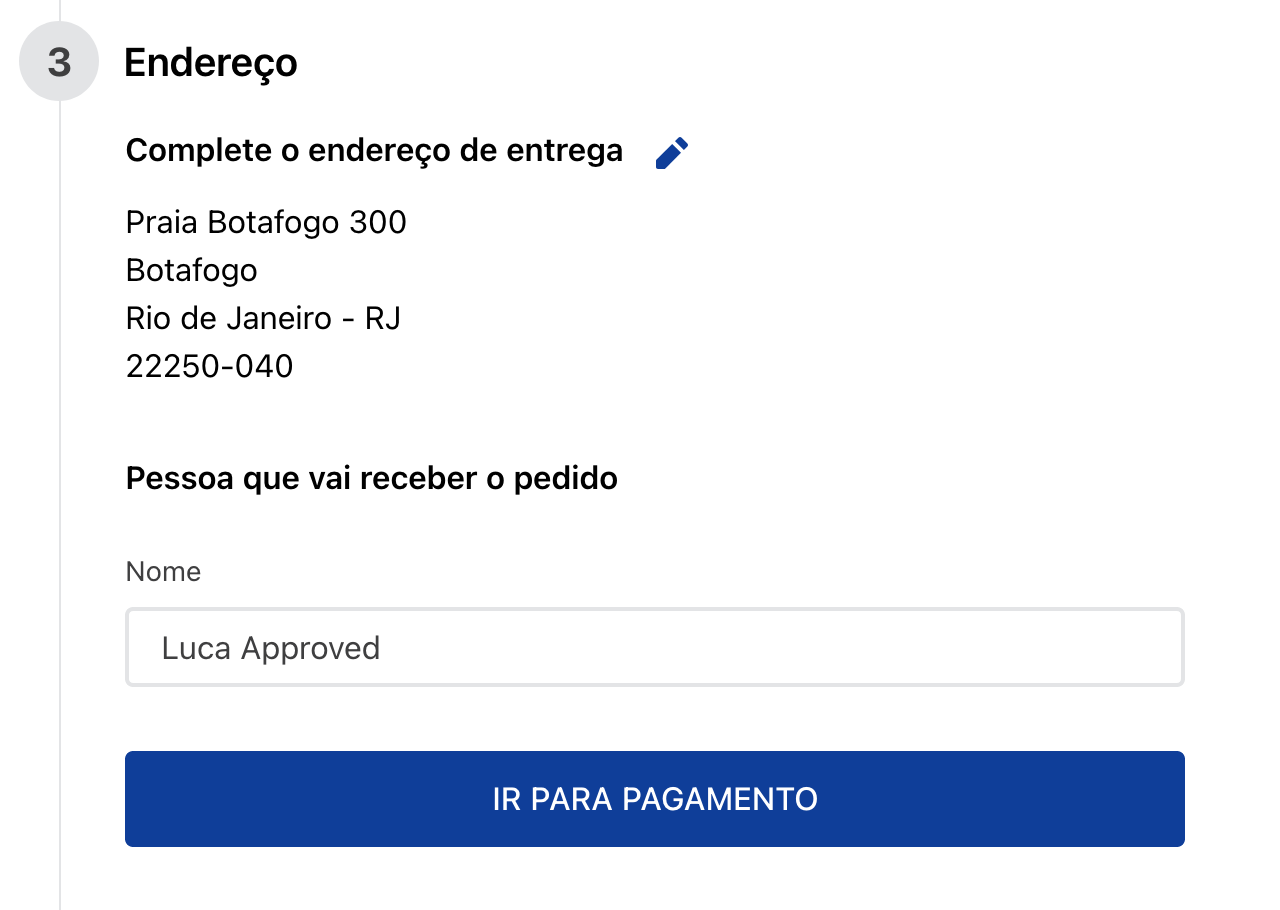 3
Endereço
Complete o endereço de entrega
Praia Botafogo 300
Botafogo
Rio de Janeiro - RJ
22250-040
Pessoa que vai receber o pedido
Nome
Luca Approved
IR PARA PAGAMENTO